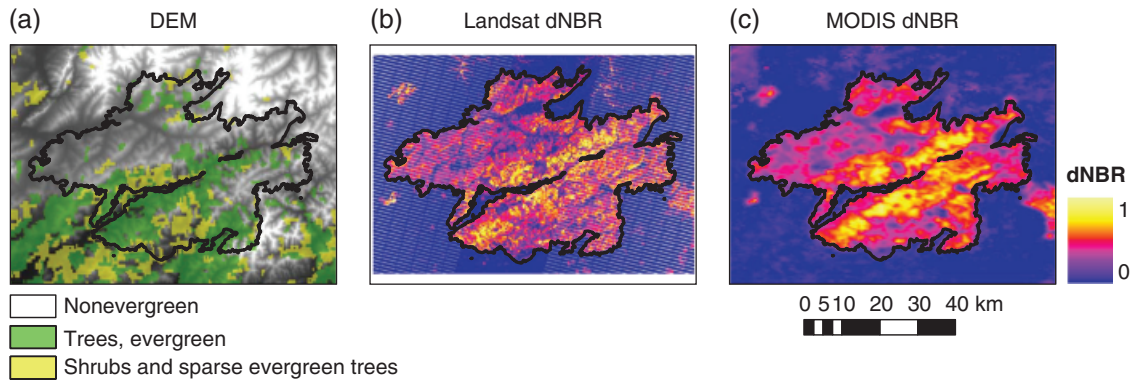 (a) DEM
(b) Landsat dNBR
(c) MODIS dNBR
dNBR
1
0
Nonevergreen
Trees, evergreen
Shrubs and sparse evergreen trees
0 510 20 30 40 km